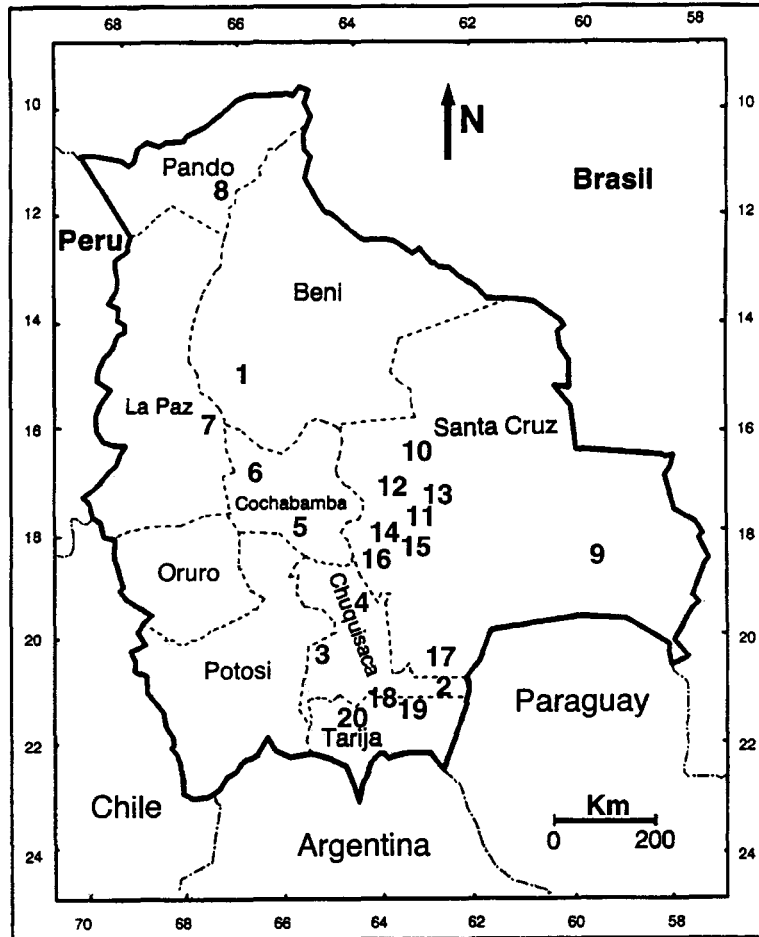 68 66 64 62 60 58
10 10
N
Pando
8
Brasil
12 12
Peru
Beni
14 14
1
La Paz
7
Santa Cruz
16 16
10
6
12 13
Cochabamba
11
5
18 14 15 18
16
9
Oruro
Chuquisaca
4
20 20
3 17
Potosi
2
Paraguay
18 19
20
Tarija
22 22
Chile
Km
0 200
Argentina
24 24
70 68 66 64 62 60 58